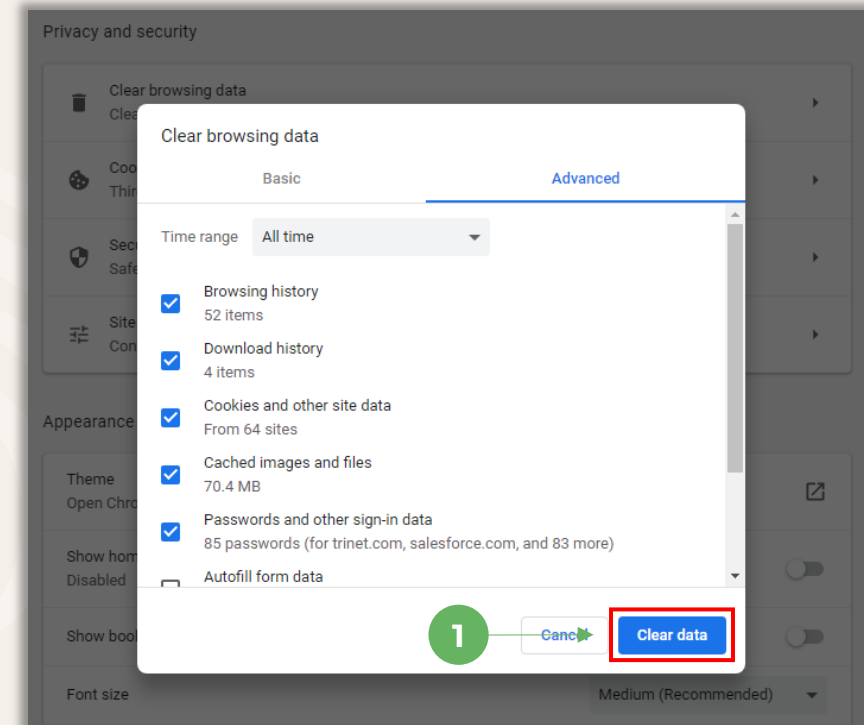 Privacy and security
Clear browsing data
Clea
Clear browsing data
Coo
Thir
Basic
Advanced
Time range
All time
Secu
Safe
Browsing history
52 items
Site
Con
Download history
4 items
Cookies and other site data
From 64 sites
Appearance
Cached images and files
70.4 MB
Theme
Open Chro
Passwords and other sign-in data
85 passwords (for trinet.com, salesforce.com, and 83 more)
Show hom
Disabled
Autofill form data
Show bool
1
Cancel
Clear data
Font size
Medium (Recommended)